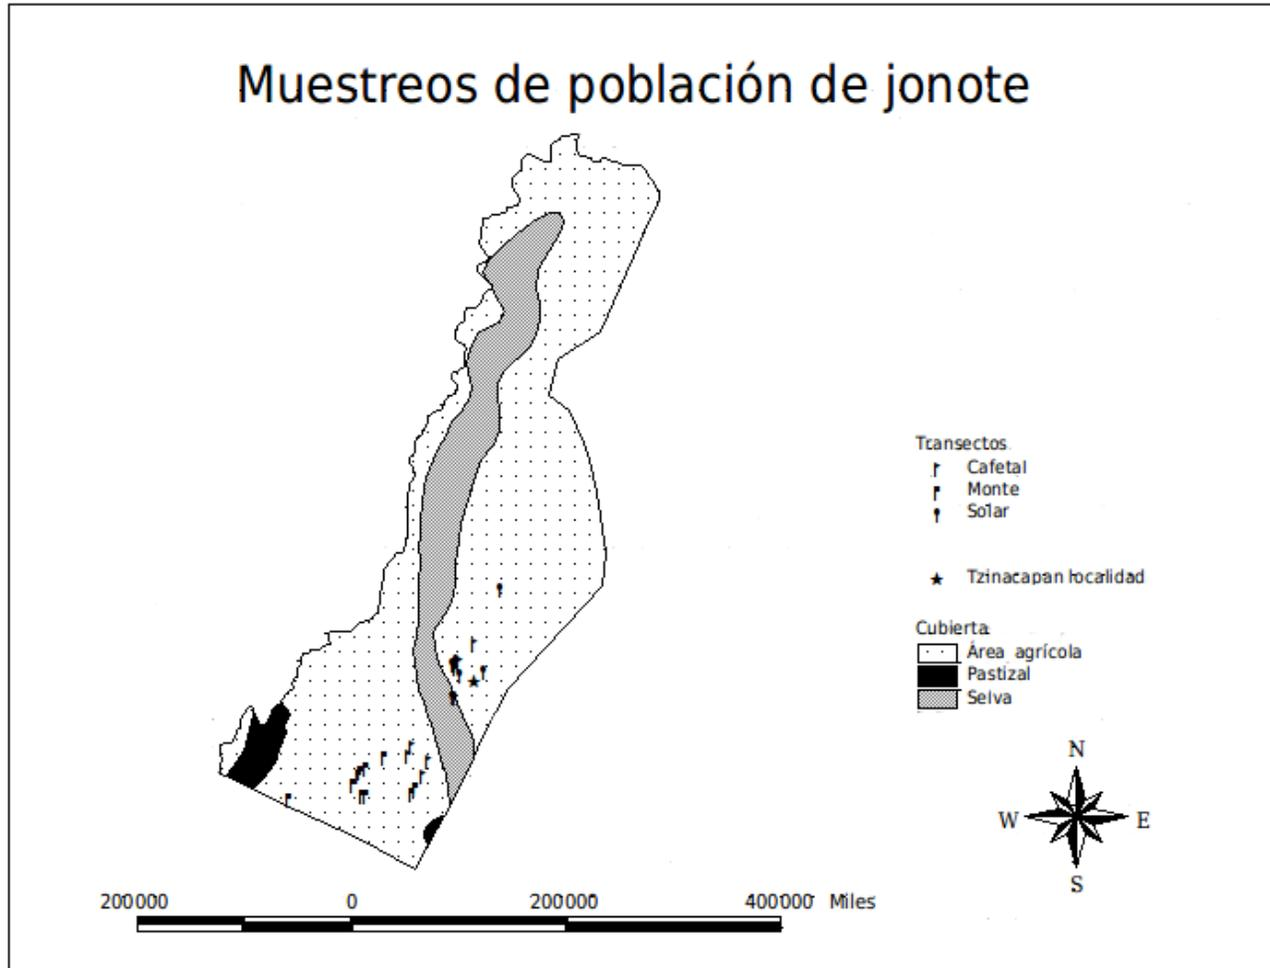 Muestreos de población de jonote
Transectos
Cafetal
Monte
Solar
Tzinacapan localidad
Cubierta
Área agrícola
Pastizal
Selva
N
W E
S
200000 0 200000 400000 Miles